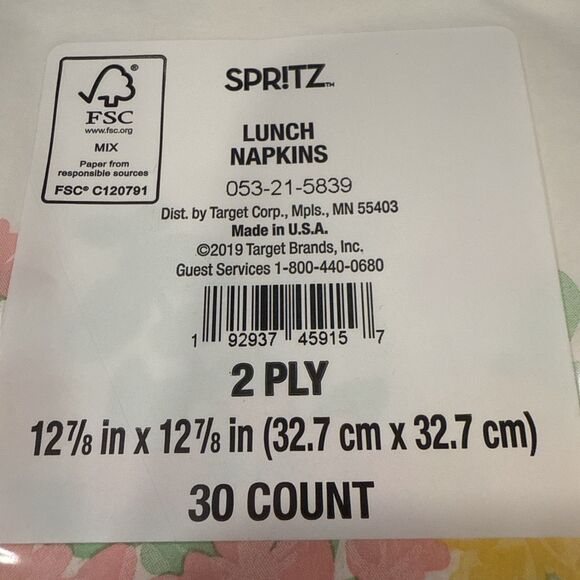 FSC®
www.fsc.org
MIX
Paper from
responsible sources
FSC® C120791
SPR!TZ™
LUNCH
NAPKINS
053-21-5839
Dist. by Target Corp., Mpls., MN 55403
Made in U.S.A.
©2019 Target Brands, Inc.
Guest Services 1-800-440-0680
1 92937 45915 7
2 PLY
12⅞ in x 12⅞ in (32.7 cm x 32.7 cm)
30 COUNT